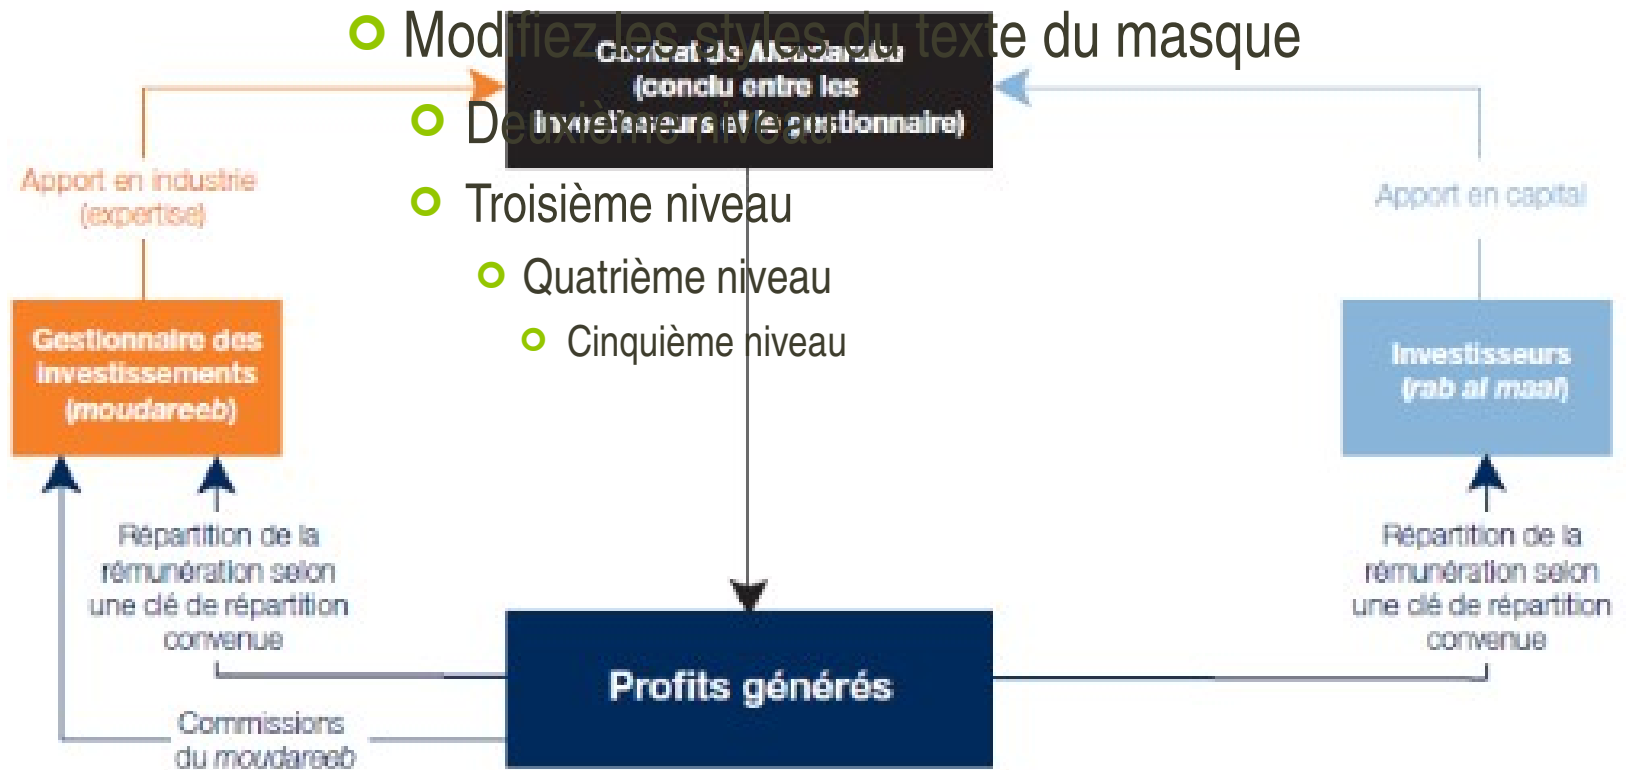 Modifiez les styles du texte du masque
Contrat de Moudaraba
(conclu entre les
investisseurs et le gestionnaire)
Deuxième niveau
Troisième niveau
Quatrième niveau
Cinquième niveau
Apport en industrie
(expertise)
Apport en capital
Gestionnaire des
investissements
(moudareeb)
Investisseurs
(rab al maal)
Répartition de la
rémunération selon
une clé de répartition
convenue
Répartition de la
rémunération selon
une clé de répartition
convenue
Profits générés
Commissions
du moudareeb